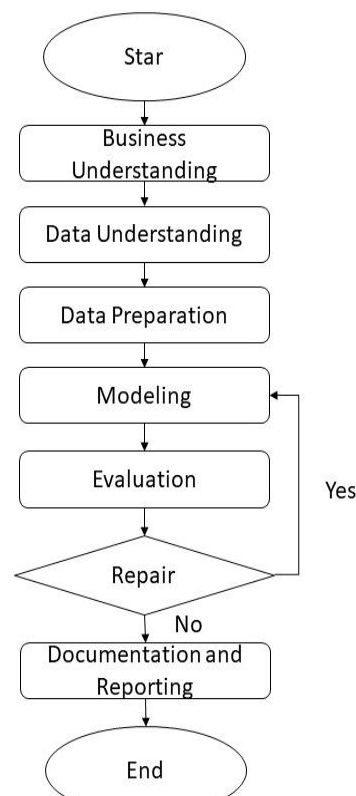 Star
Business
Understanding
Data Understanding
Data Preparation
Modeling
Evaluation
Yes
Repair
No
Documentation and
Reporting
End